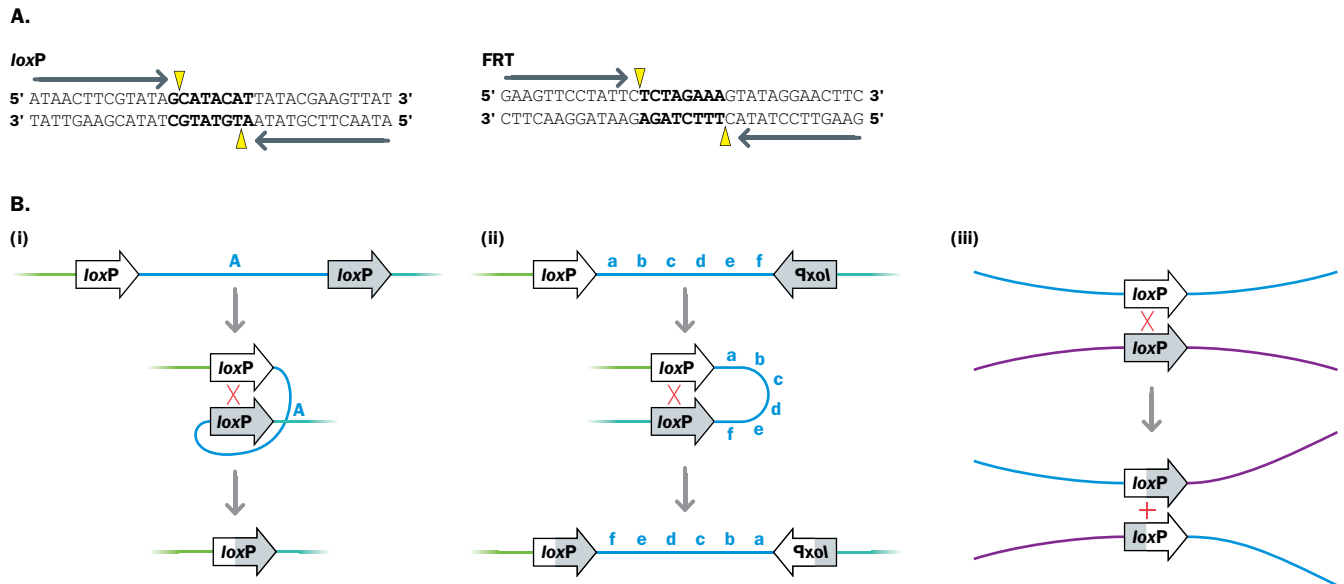 A.
loxP
5' ATAACTTCGTATAGCATACATTATACGAAGTTAT 3'
3' TATTGAAGCATATCGTATGTAATATGCTTCAATA 5'
FRT
5' GAAGTTCCTATTCTCTAGAAAGTATAGGAACTTC 3'
3' CTTCAAGGATAAGAGATCTTTCATATCCTTGAAG 5'
B.
(i)
loxP A loxP
loxP
loxP A
loxP
(ii)
loxP a b c d e f loxP
loxP a b
c
d
loxP f e
loxP f e d c b a loxP
(iii)
loxP
loxP
loxP
loxP